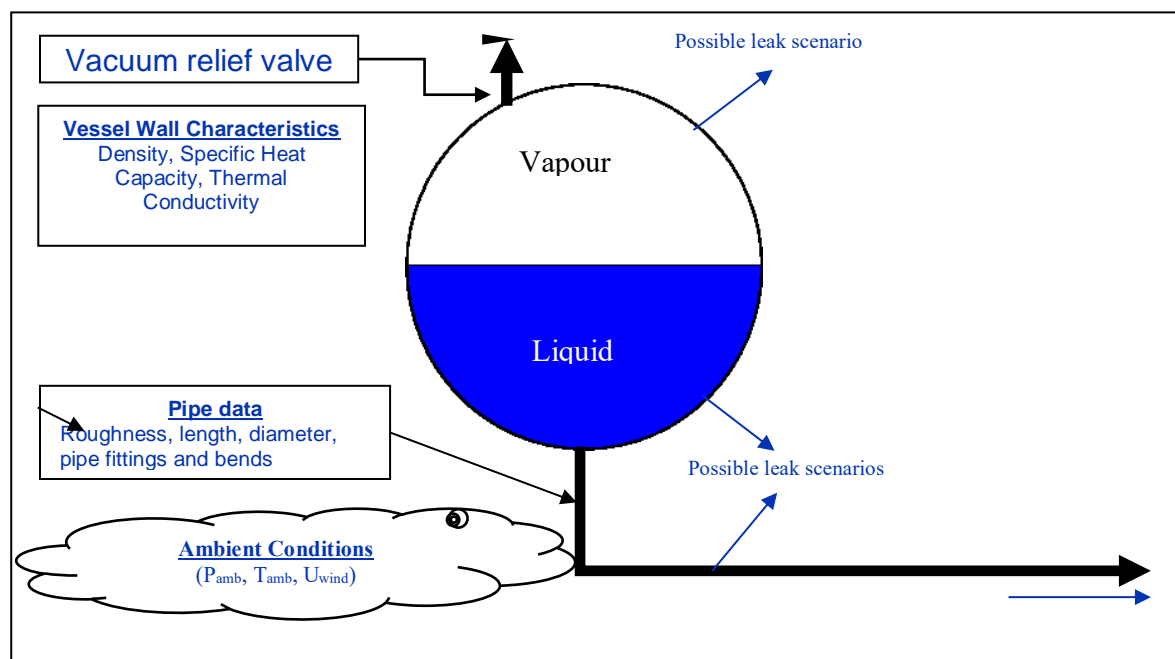 Possible leak scenario
Vacuum relief valve
Vessel Wall Characteristics
Density, Specific Heat
Capacity, Thermal
Conductivity
Vapour
Liquid
Pipe data
Roughness, length, diameter,
pipe fittings and bends
Possible leak scenarios
Ambient Conditions
(Pamb, Tamb, Uwind)